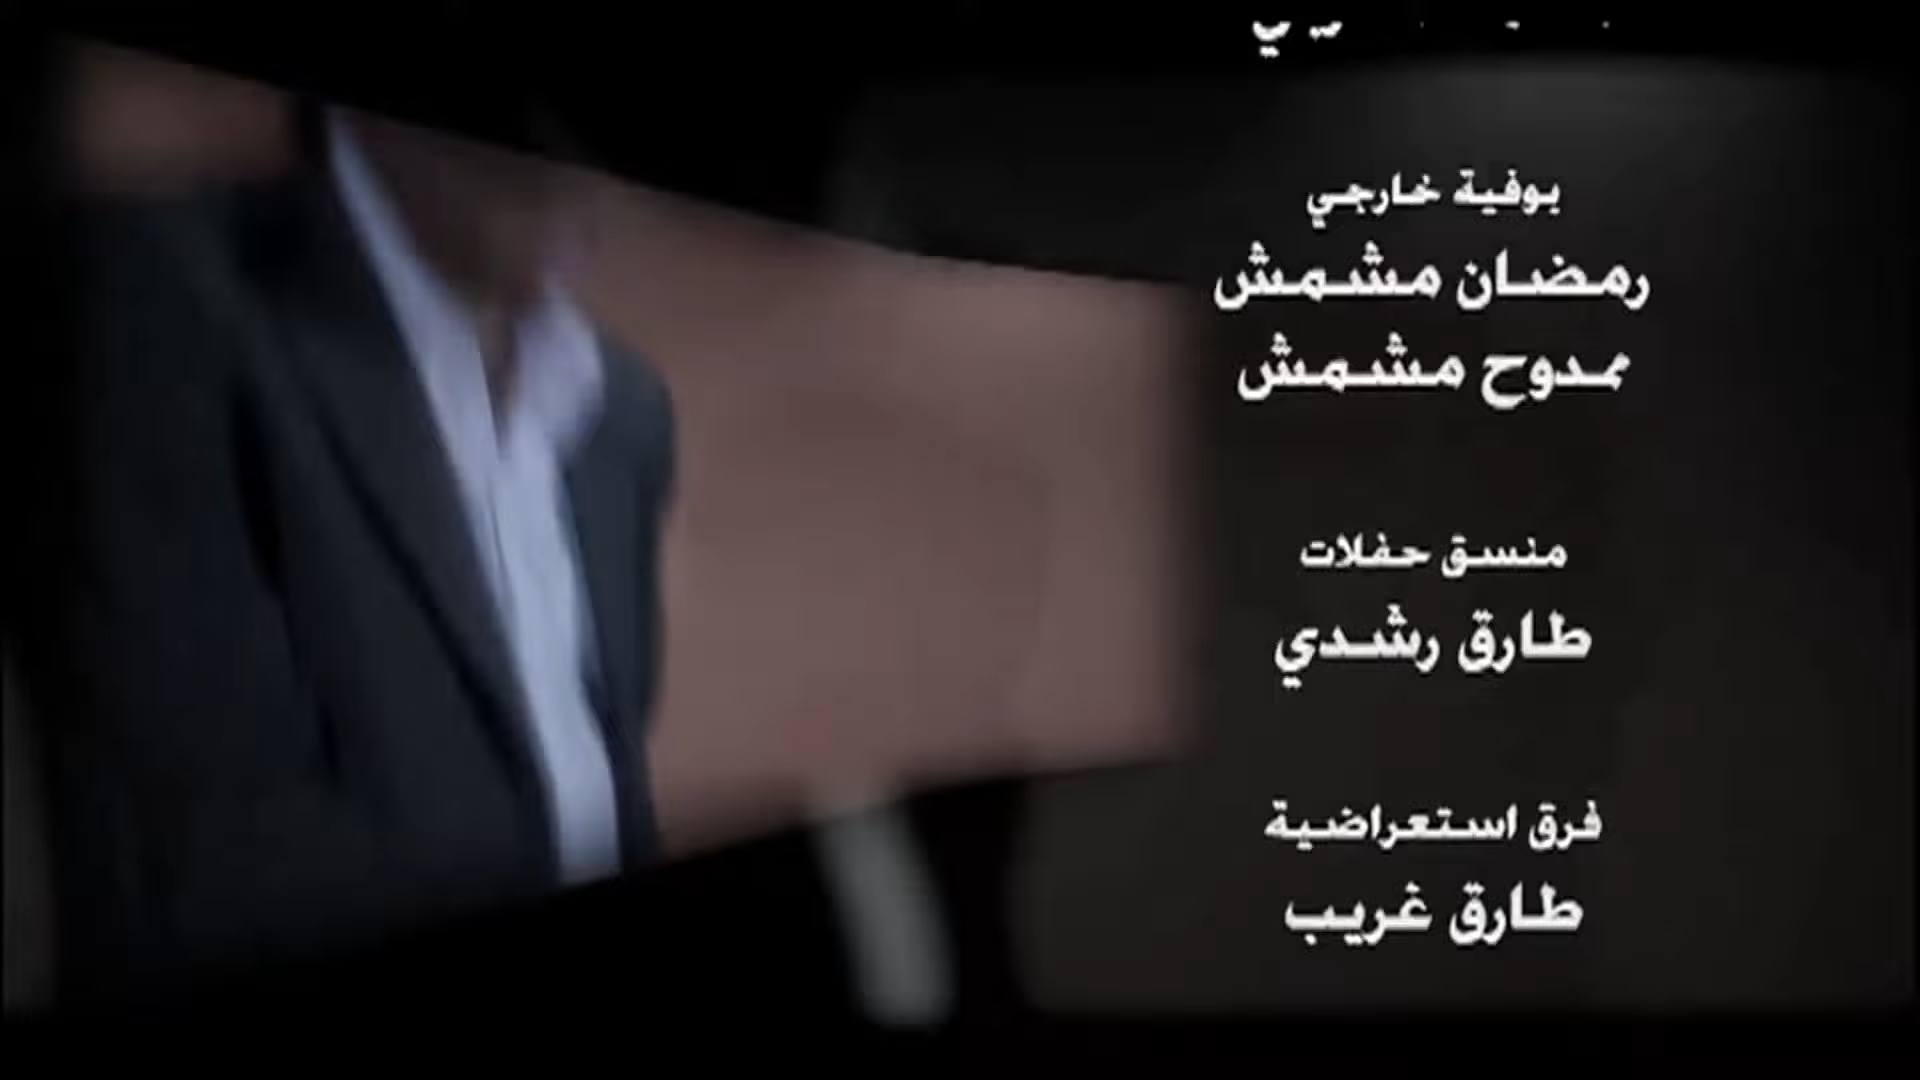 بوفية خارجي
رمضان مشمش
ممدوح مشمش
منسق حفلات
طارق رشدي
فرق استعراضية
طارق غريب